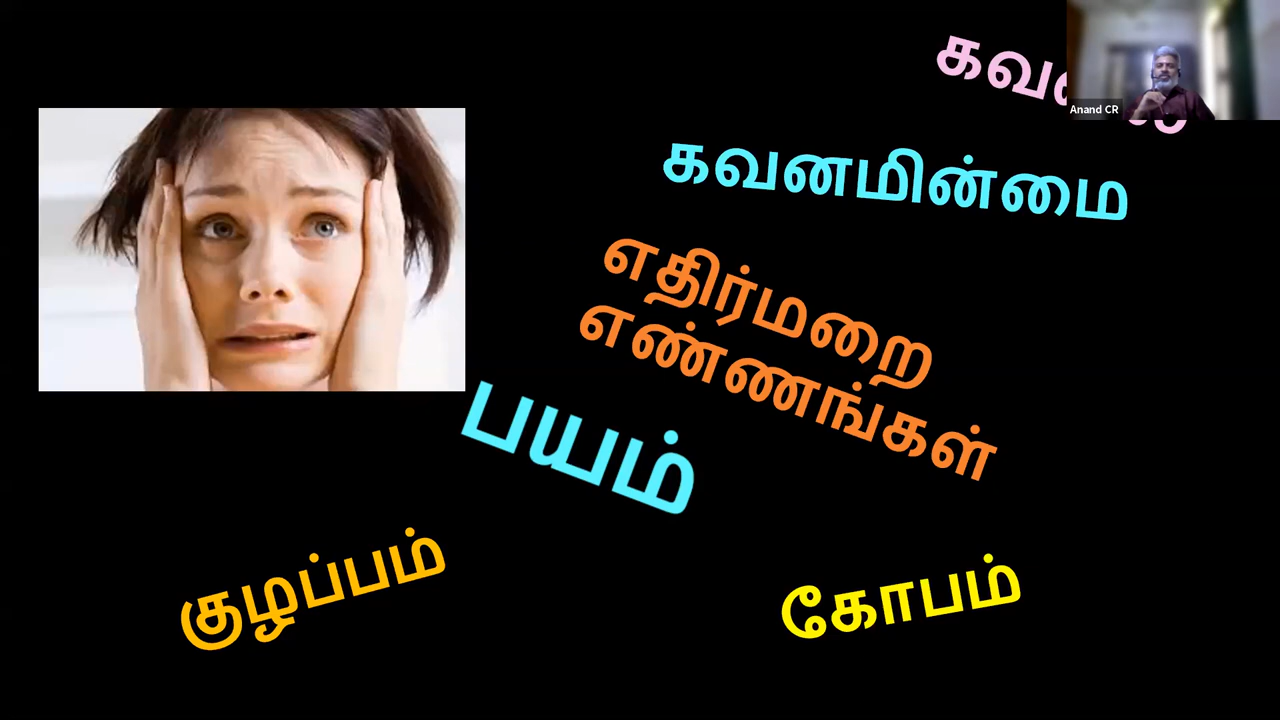 Anand CR
கவனமின்மை
எதிர்மறை
எண்ணங்கள்
பயம்
குழப்பம்
கோபம்